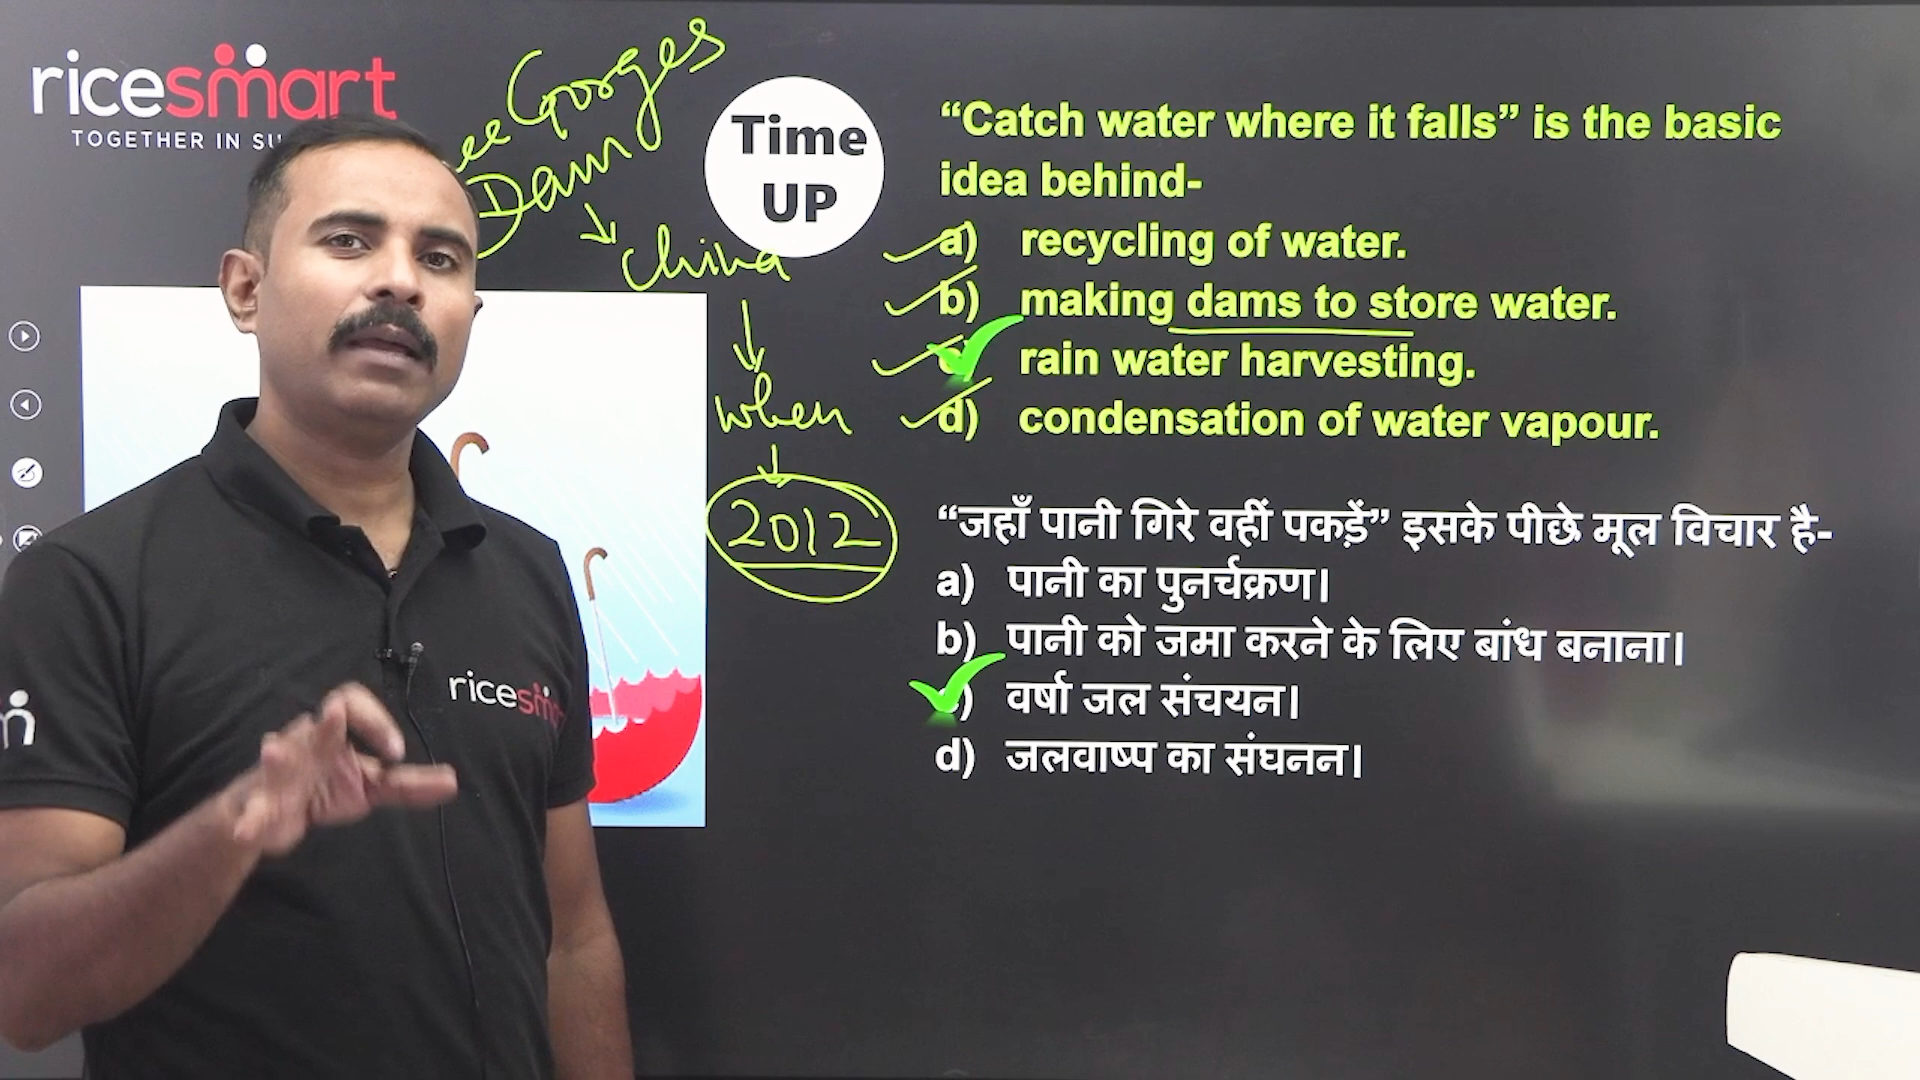 ricesmart
TOGETHER IN SU
ee Gorges
Dam
China
when
2012
Time
UP
“Catch water where it falls” is the basic
idea behind-
a) recycling of water.
b) making dams to store water.
rain water harvesting.
d) condensation of water vapour.
“जहाँ पानी गिरे वहीं पकड़ें” इसके पीछे मूल विचार है-
a) पानी का पुनर्चक्रण।
b) पानी को जमा करने के लिए बांध बनाना।
) वर्षा जल संचयन।
d) जलवाष्प का संघनन।
ricesm